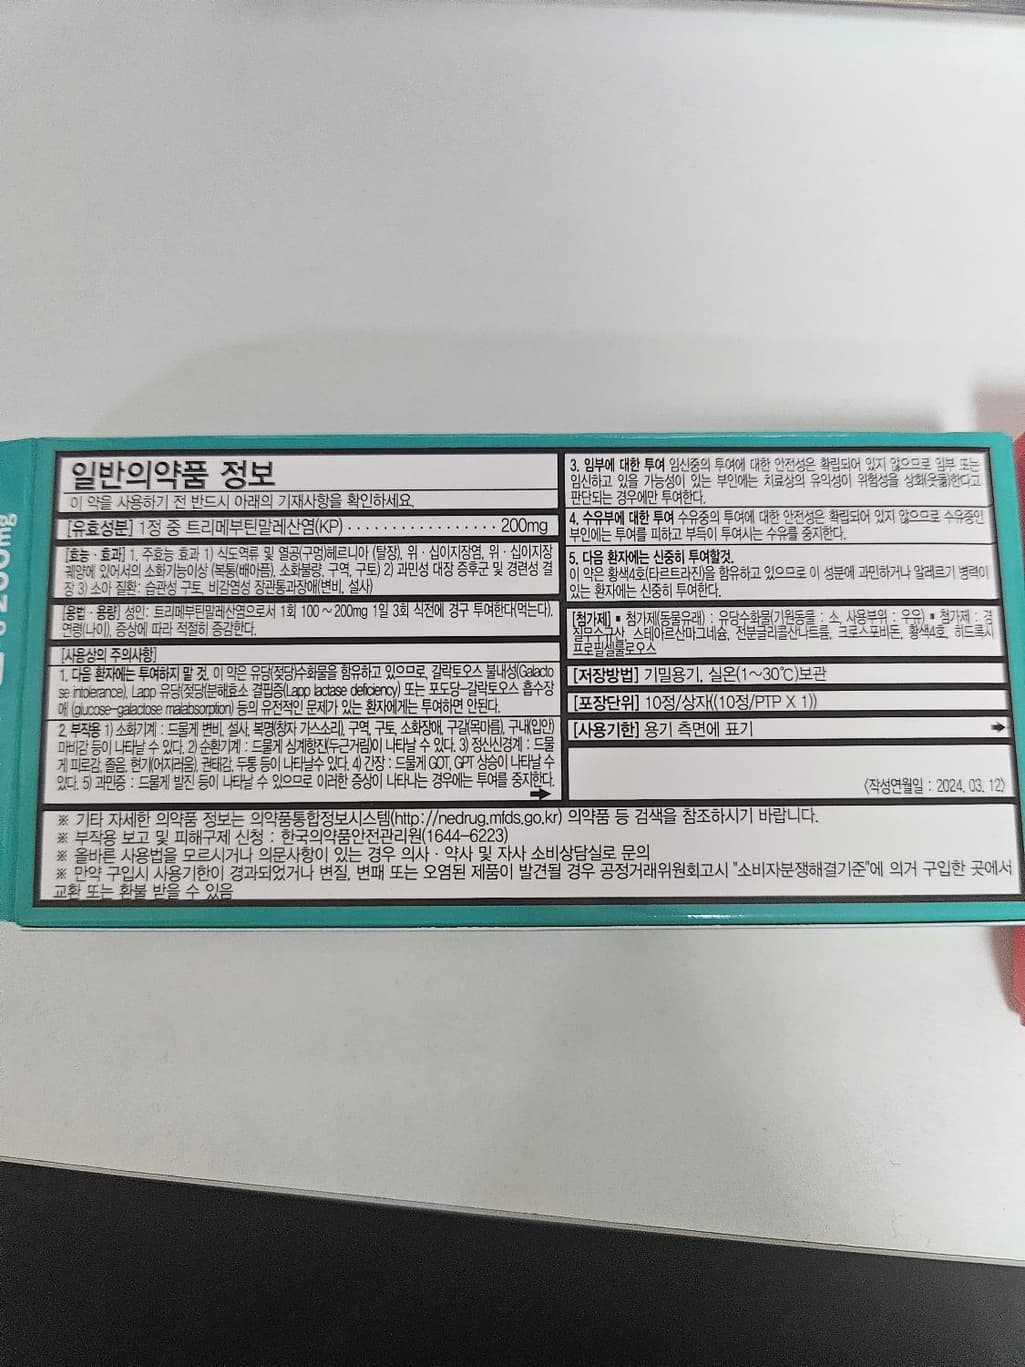 일반의약품 정보
이 약을 사용하기 전 반드시 아래의 기재사항을 확인하세요.
[유효성분] 1정 중 트리메부틴말레산염(KP) ···················· 200mg
[효능·효과] 1. 주효능 효과 1) 식도역류 및 열공(구멍)헤르니아 (탈장), 위·십이지장염, 위·십이지장
궤양에 있어서의 소화기능이상 (복통(배아픔), 소화불량, 구역, 구토) 2) 과민성 대장 증후군 및 경련성 결
장 3) 소아 질환: 습관성 구토, 비감염성 장관통과장애(변비, 설사)
[용법·용량] 성인: 트리메부틴말레산염으로서 1회 100~200mg 1일 3회 식전에 경구 투여한다(먹는다).
연령(나이), 증상에 따라 적절히 증감한다.
[사용상의 주의사항]
1. 다음 환자에는 투여하지 말 것. 이 약은 유당(젖당)수화물을 함유하고 있으므로, 갈락토오스 불내성(Galacto
se intolerance), Lapp 유당(젖당)분해효소 결핍증(Lapp lactase deficiency) 또는 포도당-갈락토오스 흡수장
애 (glucose-galactose malabsorption) 등의 유전적인 문제가 있는 환자에게는 투여하면 안된다.
2. 부작용 1) 소화기계 : 드물게 변비, 설사, 복명(창자 가스소리), 구역, 구토, 소화장애, 구갈(목마름), 구내(입안)
마비감 등이 나타날 수 있다. 2) 순환기계 : 드물게 심계항진(두근거림)이 나타날 수 있다. 3) 정신신경계 : 드물
게 피로감, 졸음, 현기(어지러움), 권태감, 두통 등이 나타날수 있다. 4) 간장 : 드물게 GOT, GPT 상승이 나타날 수
있다. 5) 과민증 : 드물게 발진 등이 나타날 수 있으므로 이러한 증상이 나타나는 경우에는 투여를 중지한다.
3. 임부에 대한 투여 임신중의 투여에 대한 안전성은 확립되어 있지 않으므로 임부 또는
임신하고 있을 가능성이 있는 부인에는 치료상의 유익성이 위험성을 상회(웃돎)한다고
판단되는 경우에만 투여한다.
4. 수유부에 대한 투여 수유중의 투여에 대한 안전성은 확립되어 있지 않으므로 수유중인
부인에는 투여를 피하고 부득이 투여시는 수유를 중지한다.
5. 다음 환자에는 신중히 투여할것.
이 약은 황색4호(타르트라진)을 함유하고 있으므로 이 성분에 과민하거나 알레르기 병력이
있는 환자에는 신중히 투여한다.
[첨가제] ▪ 첨가제(동물유래) : 유당수화물(기원동물 : 소, 사용부위 : 우유) ▪ 첨가제 : 경
질무수규산, 스테아르산마그네슘, 전분글리콜산나트륨, 크로스포비돈, 황색4호, 히드록시
프로필셀룰로오스
[저장방법] 기밀용기, 실온(1~30℃)보관
[포장단위] 10정/상자((10정/PTP X 1))
[사용기한] 용기 측면에 표기
<작성연월일 : 2024. 03. 12>
※ 기타 자세한 의약품 정보는 의약품통합정보시스템(http://nedrug.mfds.go.kr) 의약품 등 검색을 참조하시기 바랍니다.
※ 부작용 보고 및 피해구제 신청 : 한국의약품안전관리원(1644-6223)
※ 올바른 사용법을 모르시거나 의문사항이 있는 경우 의사·약사 및 자사 소비상담실로 문의
※ 만약 구입시 사용기한이 경과되었거나 변질, 변패 또는 오염된 제품이 발견될 경우 공정거래위원회고시 "소비자분쟁해결기준"에 의거 구입한 곳에서
교환 또는 환불 받을 수 있음